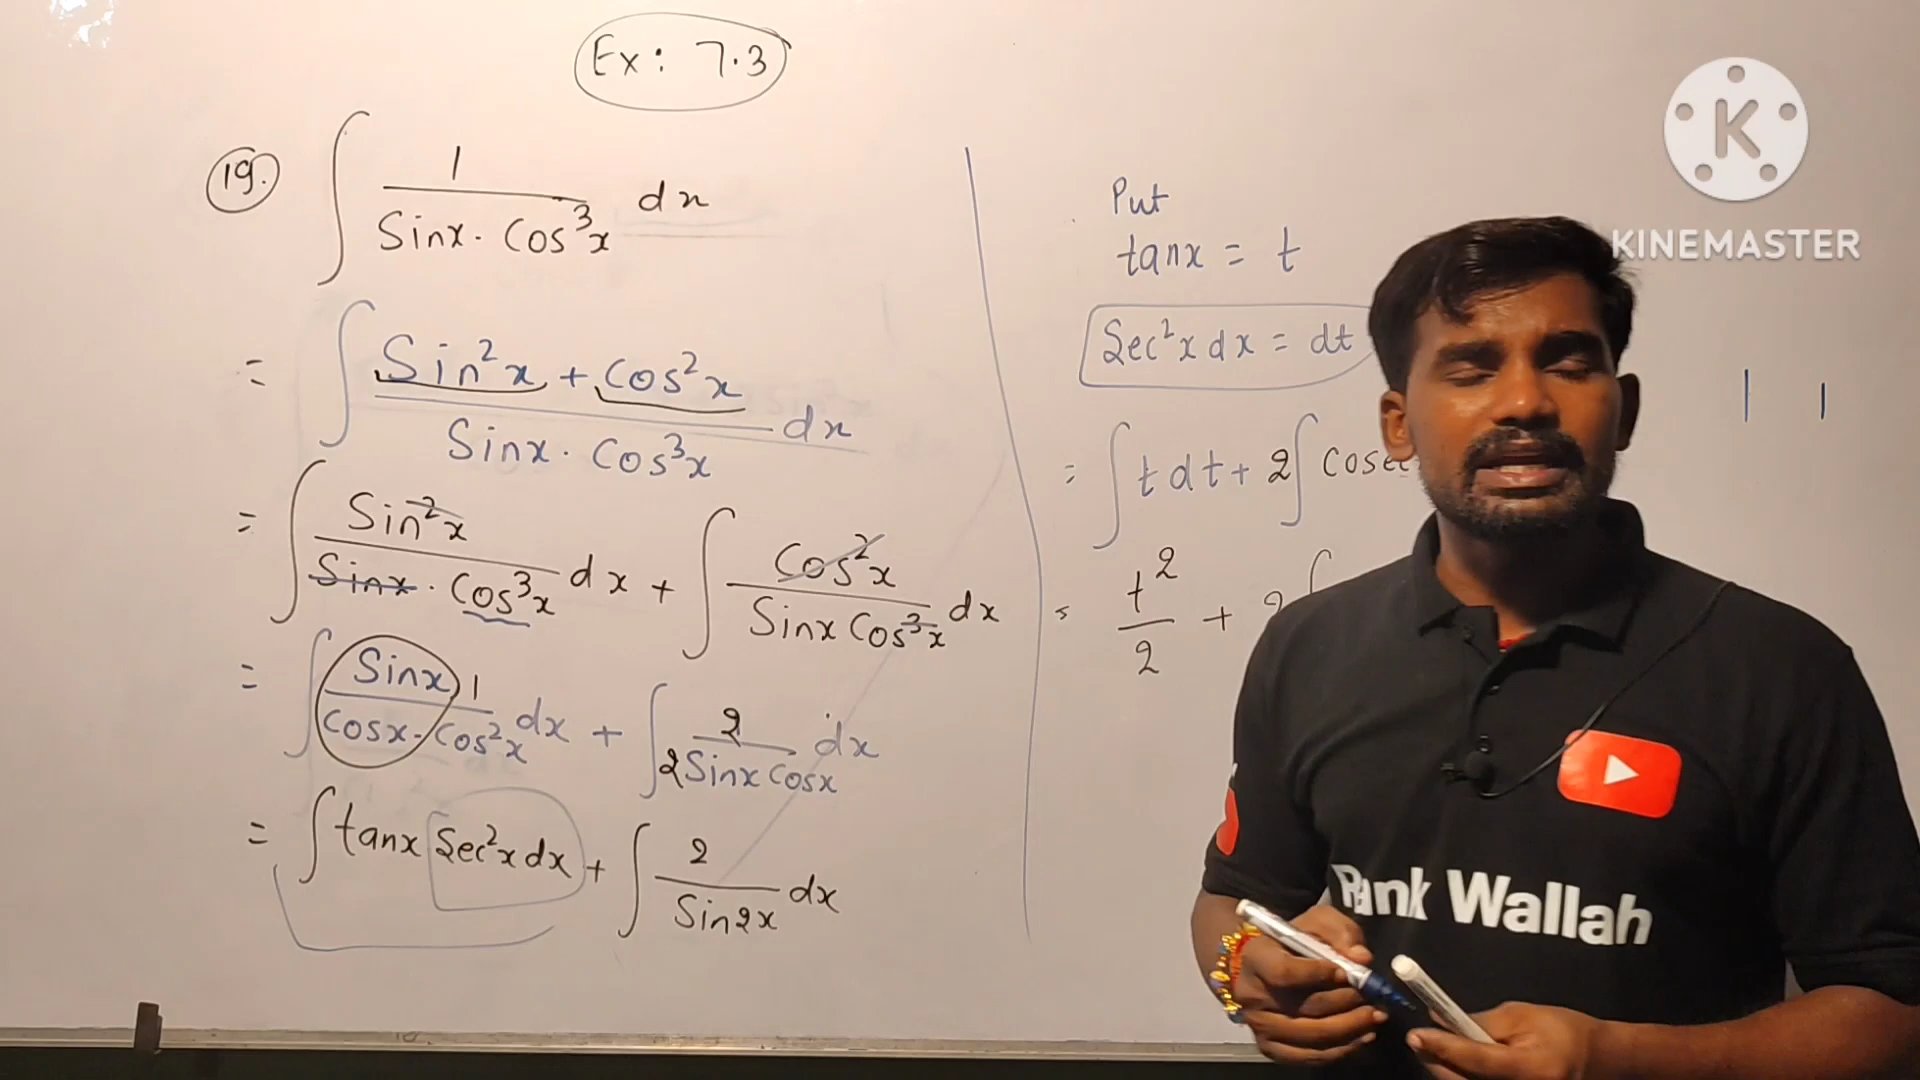 Ex: 7.3
19. ∫ 1 / Sinx · Cos³x dx
= ∫ Sin²x + Cos²x / Sinx · Cos³x dx
= ∫ Sin²x / Sinx · Cos³x dx + ∫ Cos²x / Sinx Cos³x dx
= ∫ Sinx / Cosx · 1 / Cos²x dx + ∫ 2 / 2 Sinx Cosx dx
= ∫ tanx Sec²x dx + ∫ 2 / Sin2x dx
Put
tanx = t
Sec²x dx = dt
= ∫ t dt + 2 ∫ Cosec
= t² / 2 + 2 ∫
KINEMASTER
Wallah